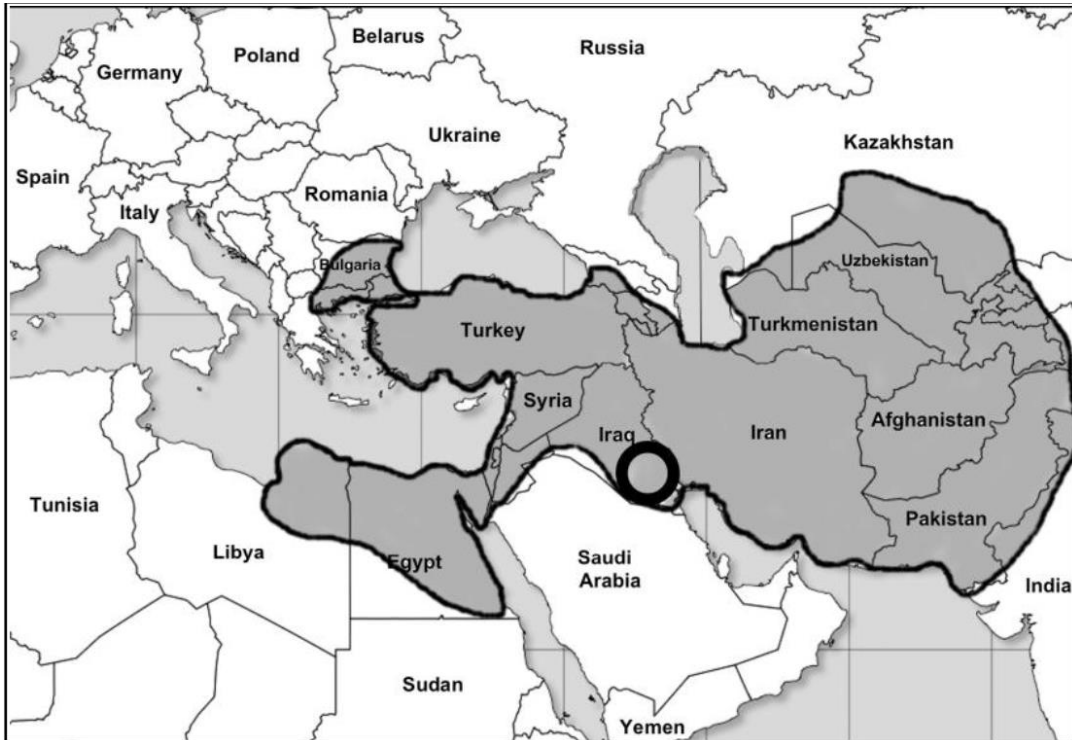 Belarus
Russia
Poland
Germany
Ukraine
Kazakhstan
Spain
Romania
Italy
Bulgaria
Uzbekistan
Turkey
Turkmenistan
Syria
Afghanistan
Iraq
Iran
Tunisia
Pakistan
Libya
Egypt
Saudi
Arabia
India
Sudan
Yemen